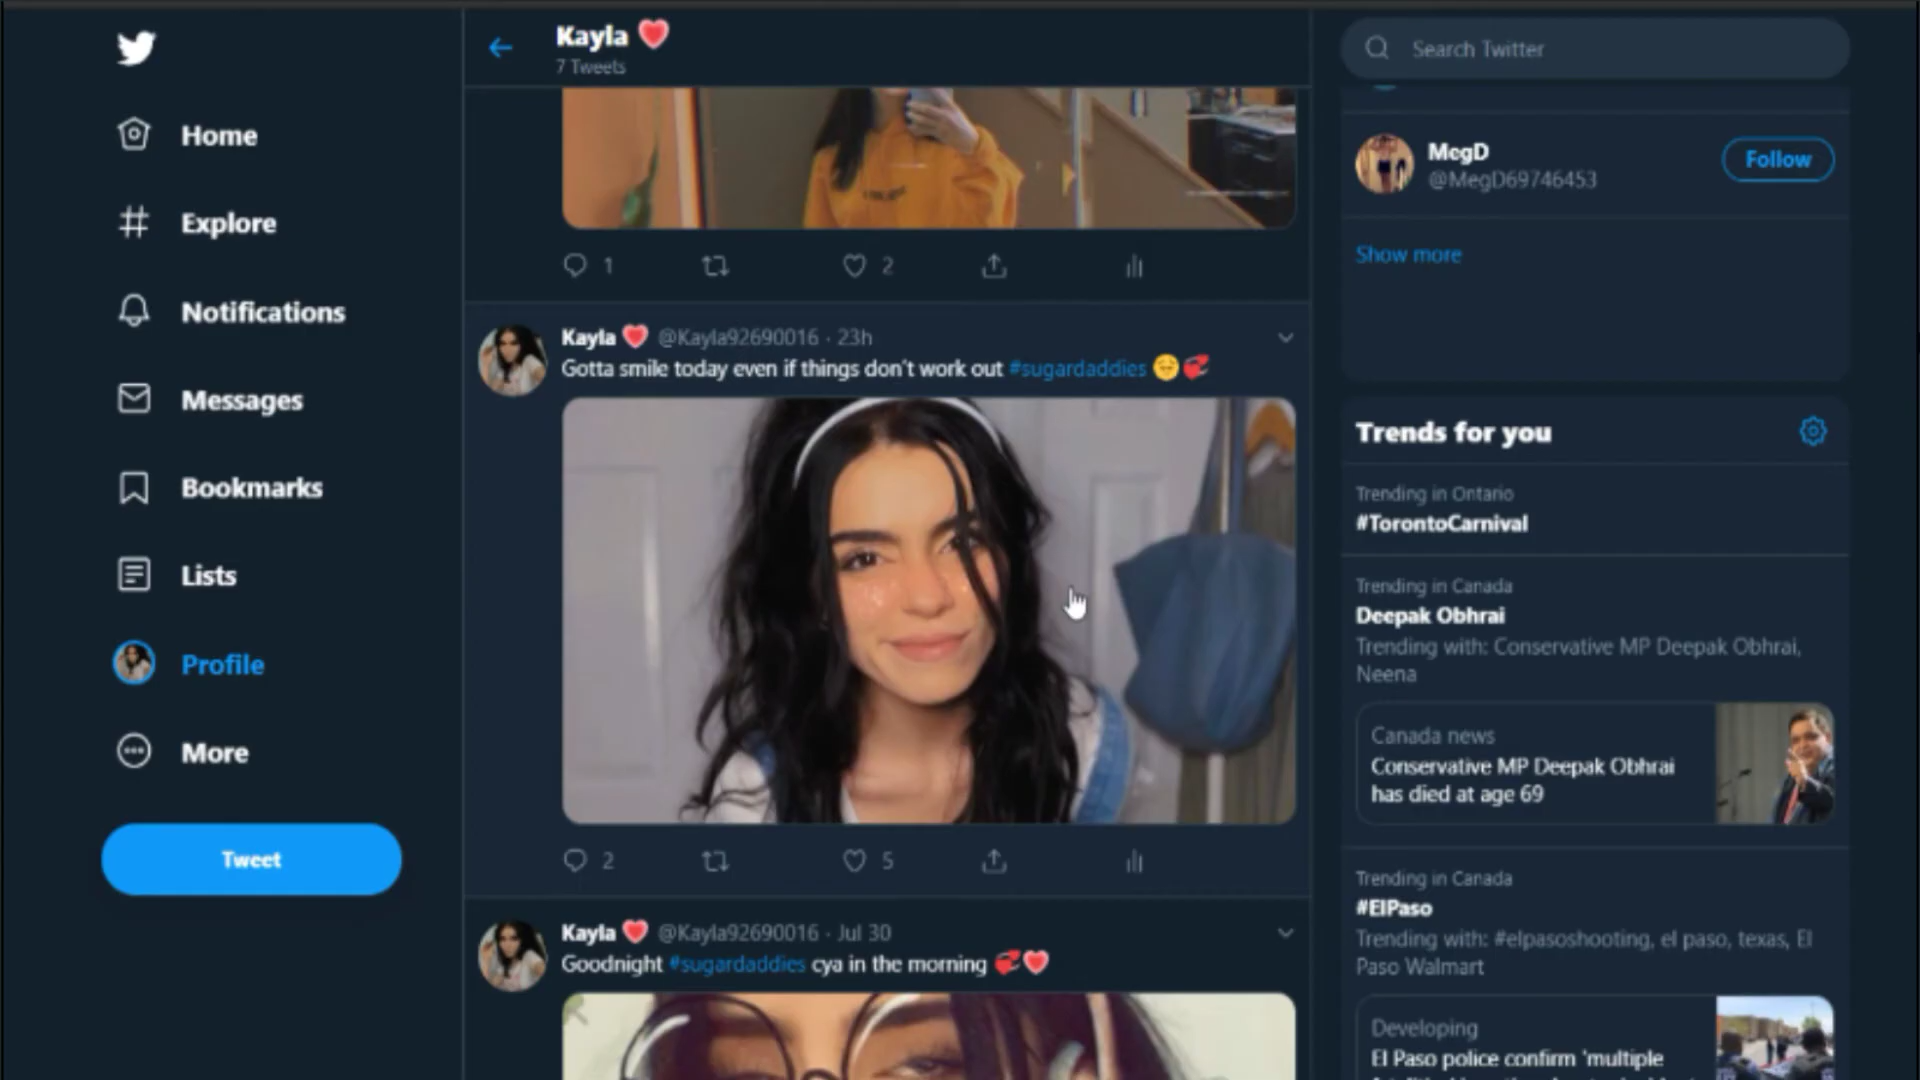 Home
Explore
Notifications
Messages
Bookmarks
Lists
Profile
More
Tweet
Kayla ❤️
7 Tweets
1
2
Kayla ❤️ @Kayla92690016 · 23h
Gotta smile today even if things don't work out #sugardaddies 😊💞
2
5
Kayla ❤️ @Kayla92690016 · Jul 30
Goodnight #sugardaddies cya in the morning 💞❤️
Search Twitter
MegD
@MegD69746453
Follow
Show more
Trends for you
Trending in Ontario
#TorontoCarnival
Trending in Canada
Deepak Obhrai
Trending with: Conservative MP Deepak Obhrai,
Neena
Canada news
Conservative MP Deepak Obhrai
has died at age 69
Trending in Canada
#ElPaso
Trending with: #elpasoshooting, el paso, texas, El
Paso Walmart
Developing
El Paso police confirm 'multiple